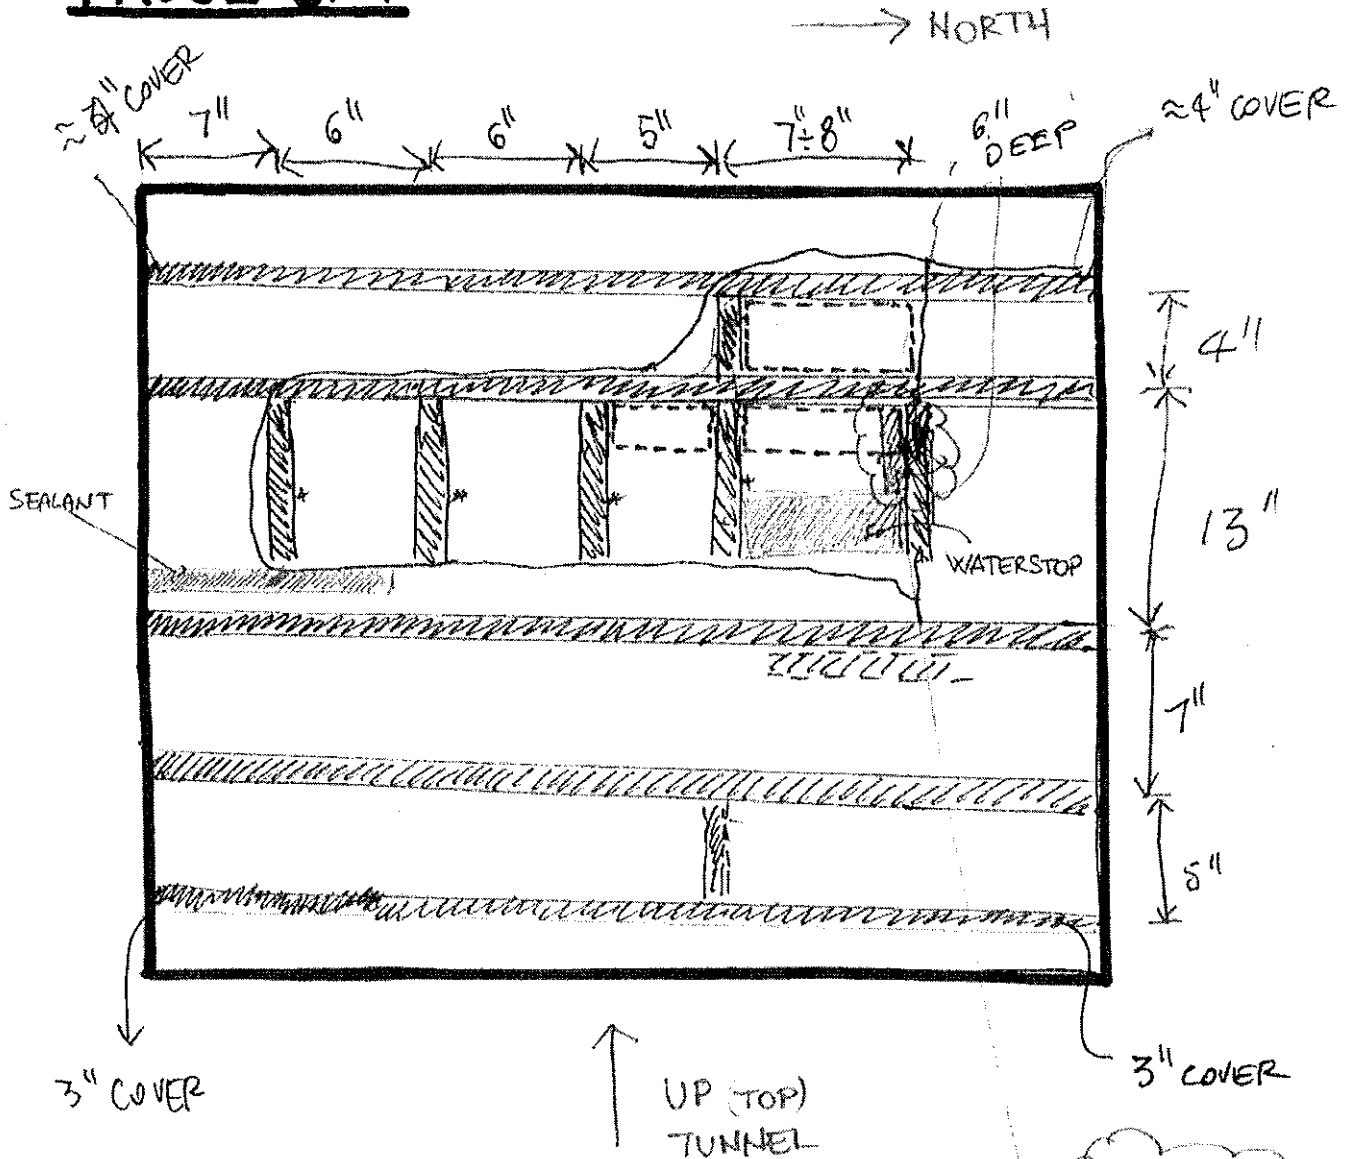 → NORTH
≈4" COVER
7"
6"
6"
5"
7"÷8"
6"
DEEP
≈4" COVER
4"
SEALANT
13"
WATERSTOP
7"
5"
3" COVER
3" COVER
UP (TOP)
TUNNEL